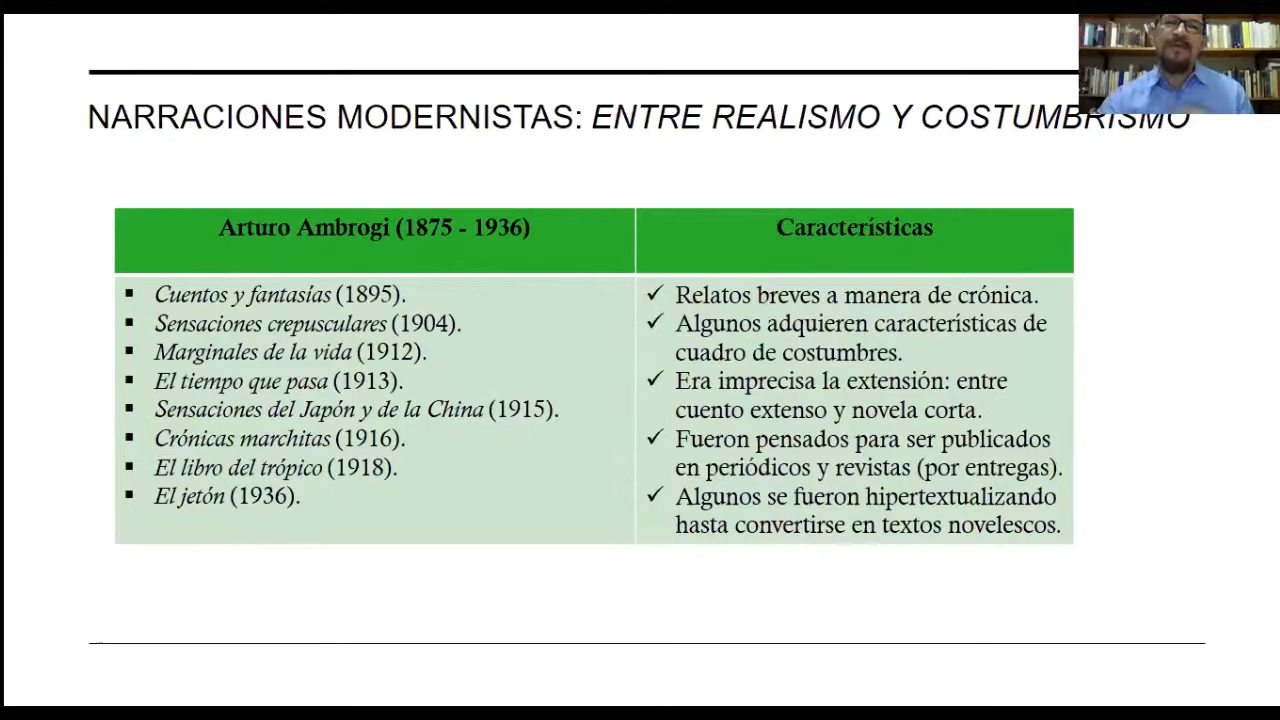 NARRACIONES MODERNISTAS: ENTRE REALISMO Y COSTUMBRISMO
Arturo Ambrogi (1875 - 1936)
Características
▪ Cuentos y fantasías (1895).
▪ Sensaciones crepusculares (1904).
▪ Marginales de la vida (1912).
▪ El tiempo que pasa (1913).
▪ Sensaciones del Japón y de la China (1915).
▪ Crónicas marchitas (1916).
▪ El libro del trópico (1918).
▪ El jetón (1936).
✓ Relatos breves a manera de crónica.
✓ Algunos adquieren características de
cuadro de costumbres.
✓ Era imprecisa la extensión: entre
cuento extenso y novela corta.
✓ Fueron pensados para ser publicados
en periódicos y revistas (por entregas).
✓ Algunos se fueron hipertextualizando
hasta convertirse en textos novelescos.